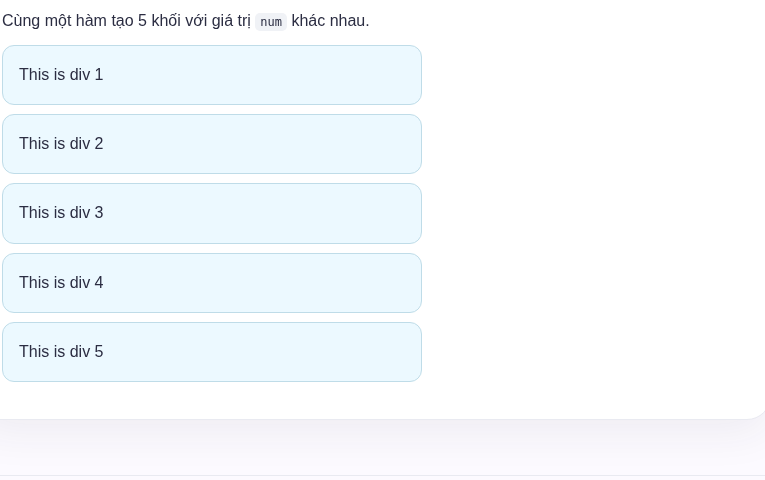 Cùng một hàm tạo 5 khối với giá trị num khác nhau.
This is div 1
This is div 2
This is div 3
This is div 4
This is div 5